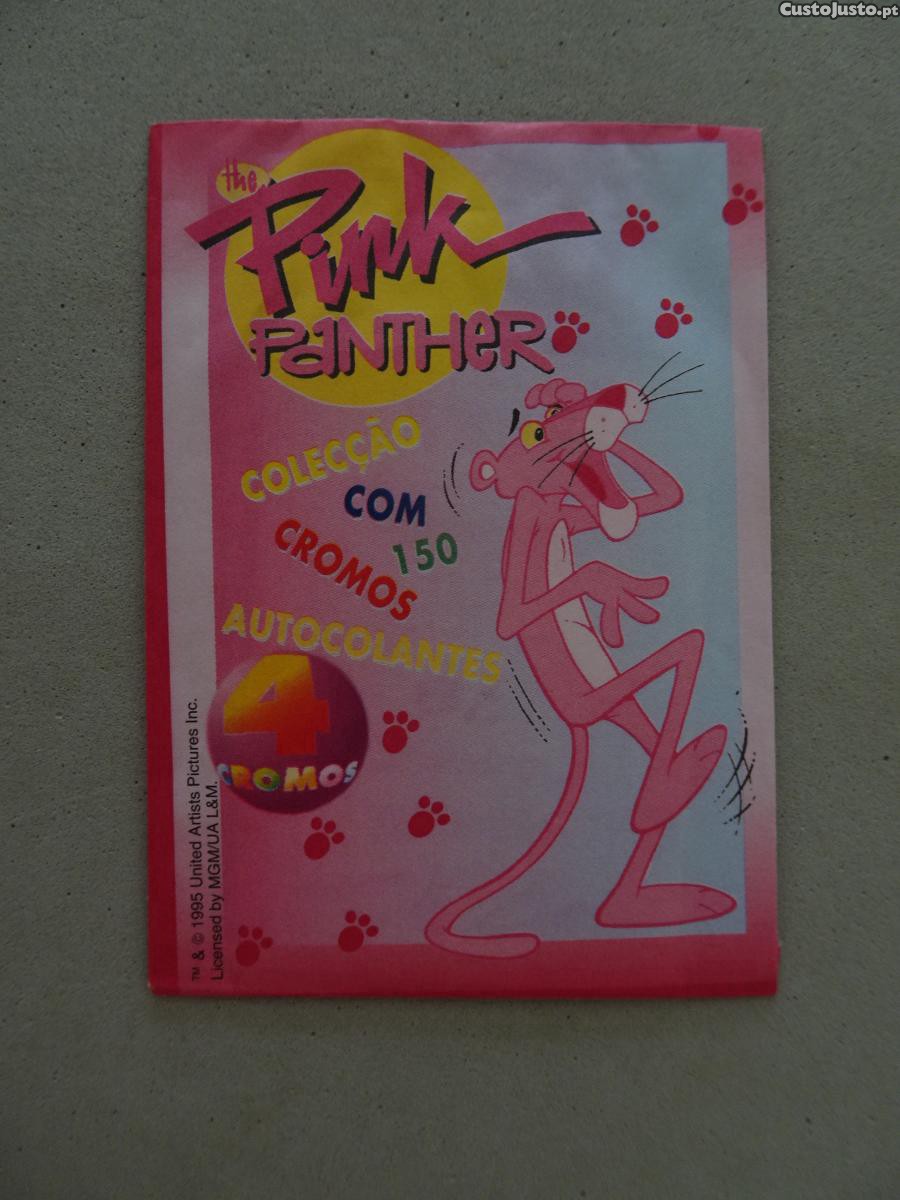 CustoJusto.pt
the
Pink
PANTHER
COLECÇÃO
COM
150
CROMOS
AUTOCOLANTES
4
CROMOS
TM & © 1995 United Artists Pictures Inc.
Licensed by MGM/UA L&M.